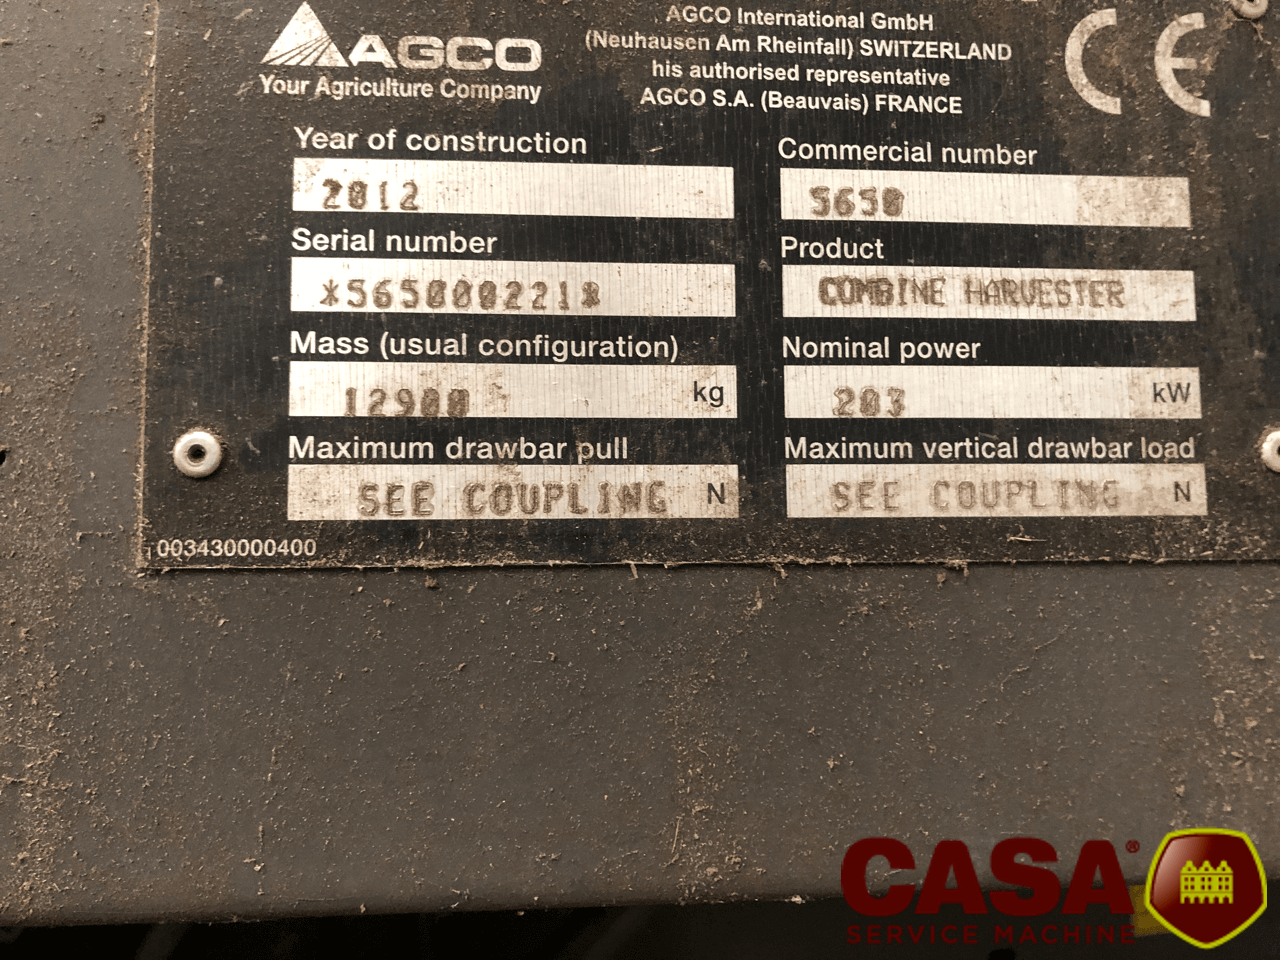 AGCO
Your Agriculture Company
AGCO International GmbH
(Neuhausen Am Rheinfall) SWITZERLAND
his authorised representative
AGCO S.A. (Beauvais) FRANCE
CE
Year of construction
2012
Commercial number
5650
Serial number
*565000221*
Product
COMBINE HARVESTER
Mass (usual configuration)
12900 kg
Nominal power
203 kW
Maximum drawbar pull
SEE COUPLING N
Maximum vertical drawbar load
SEE COUPLING N
003430000400
CASA®
SERVICE MACHINE